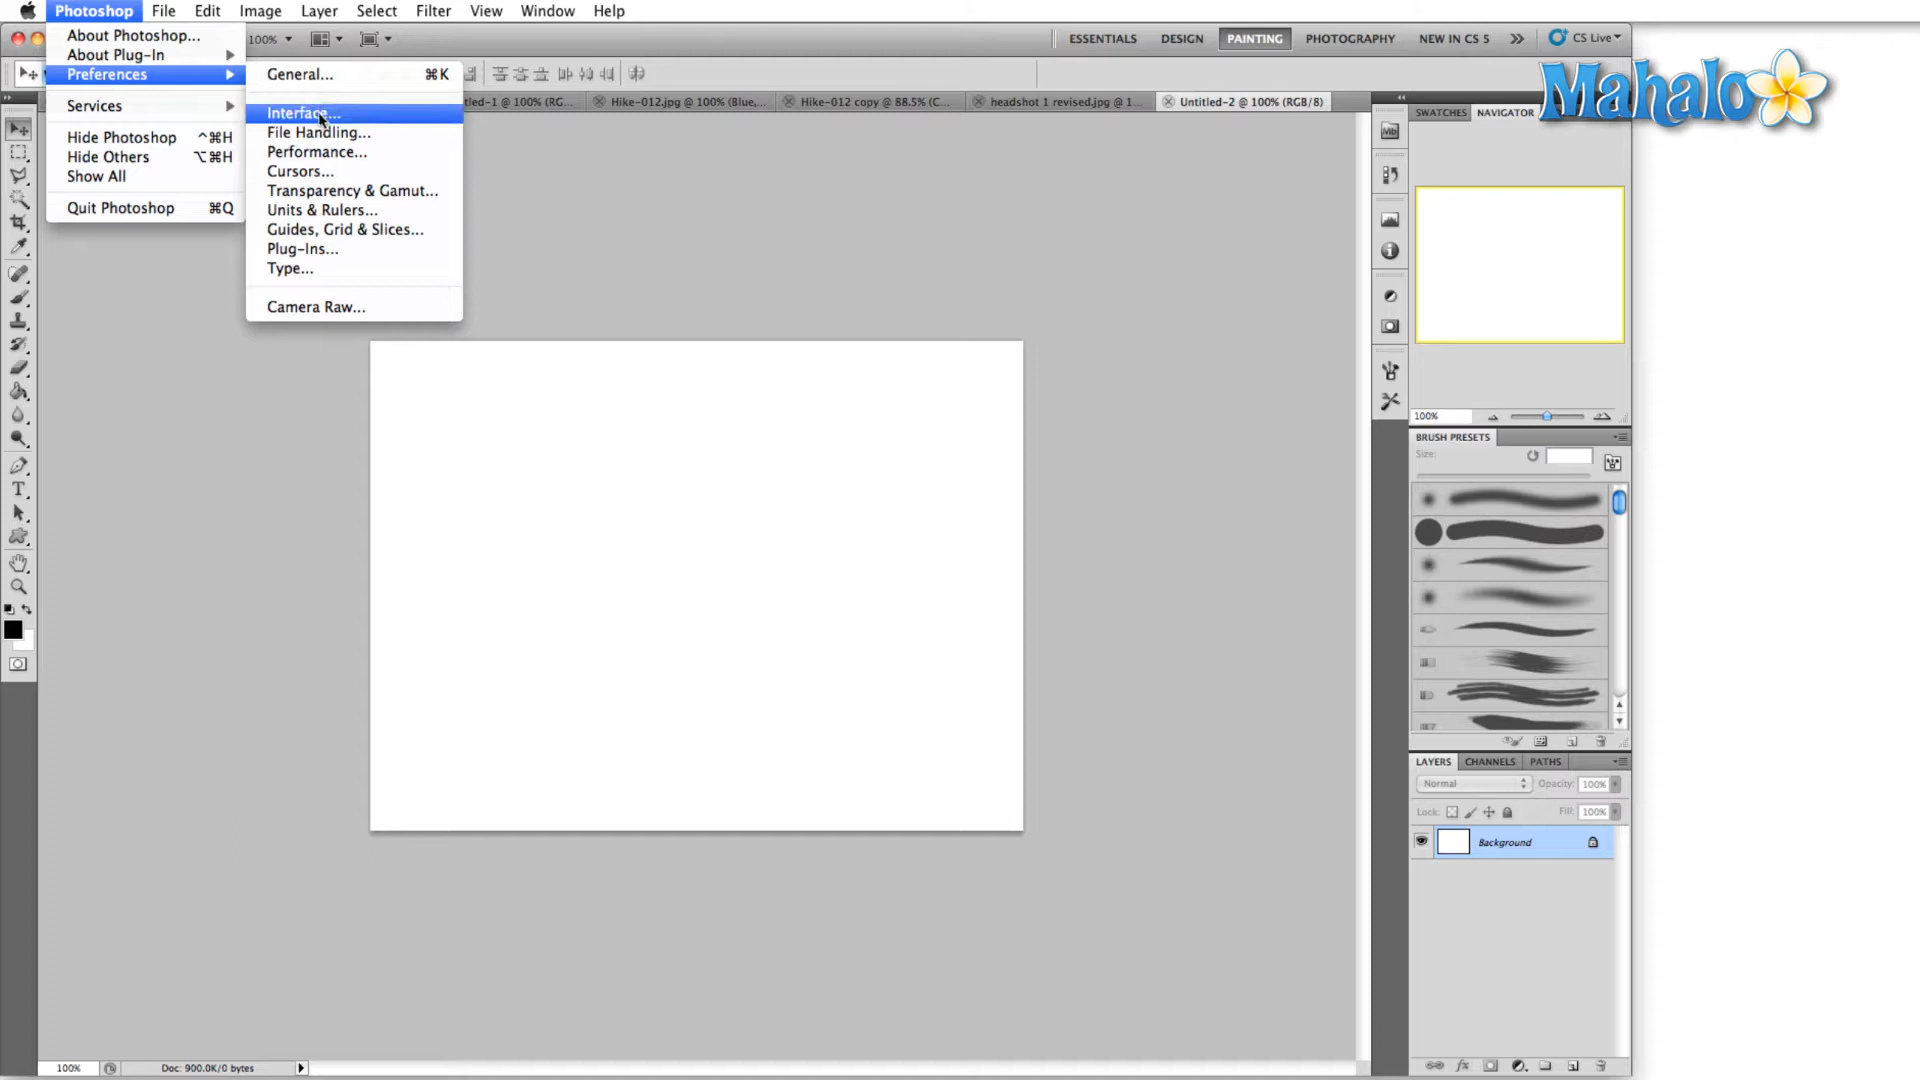 Photoshop File Edit Image Layer Select Filter View Window Help
About Photoshop...
About Plug-In
Preferences
Services
Hide Photoshop ^⌘H
Hide Others ⌥⌘H
Show All
Quit Photoshop ⌘Q
General... ⌘K
Interface...
File Handling...
Performance...
Cursors...
Transparency & Gamut...
Units & Rulers...
Guides, Grid & Slices...
Plug-Ins...
Type...
Camera Raw...
100%
ESSENTIALS DESIGN PAINTING PHOTOGRAPHY NEW IN CS 5 >> CS Live
Mahalo
tled-1 @ 100% (RG... Hike-012.jpg @ 100% (Blue,... Hike-012 copy @ 88.5% (C... headshot 1 revised.jpg @ 1... Untitled-2 @ 100% (RGB/8)
Mb
SWATCHES NAVIGATOR
100%
BRUSH PRESETS
Size:
LAYERS CHANNELS PATHS
Normal Opacity: 100%
Lock: Fill: 100%
Background
fx
T
100% Doc: 900.0K/0 bytes